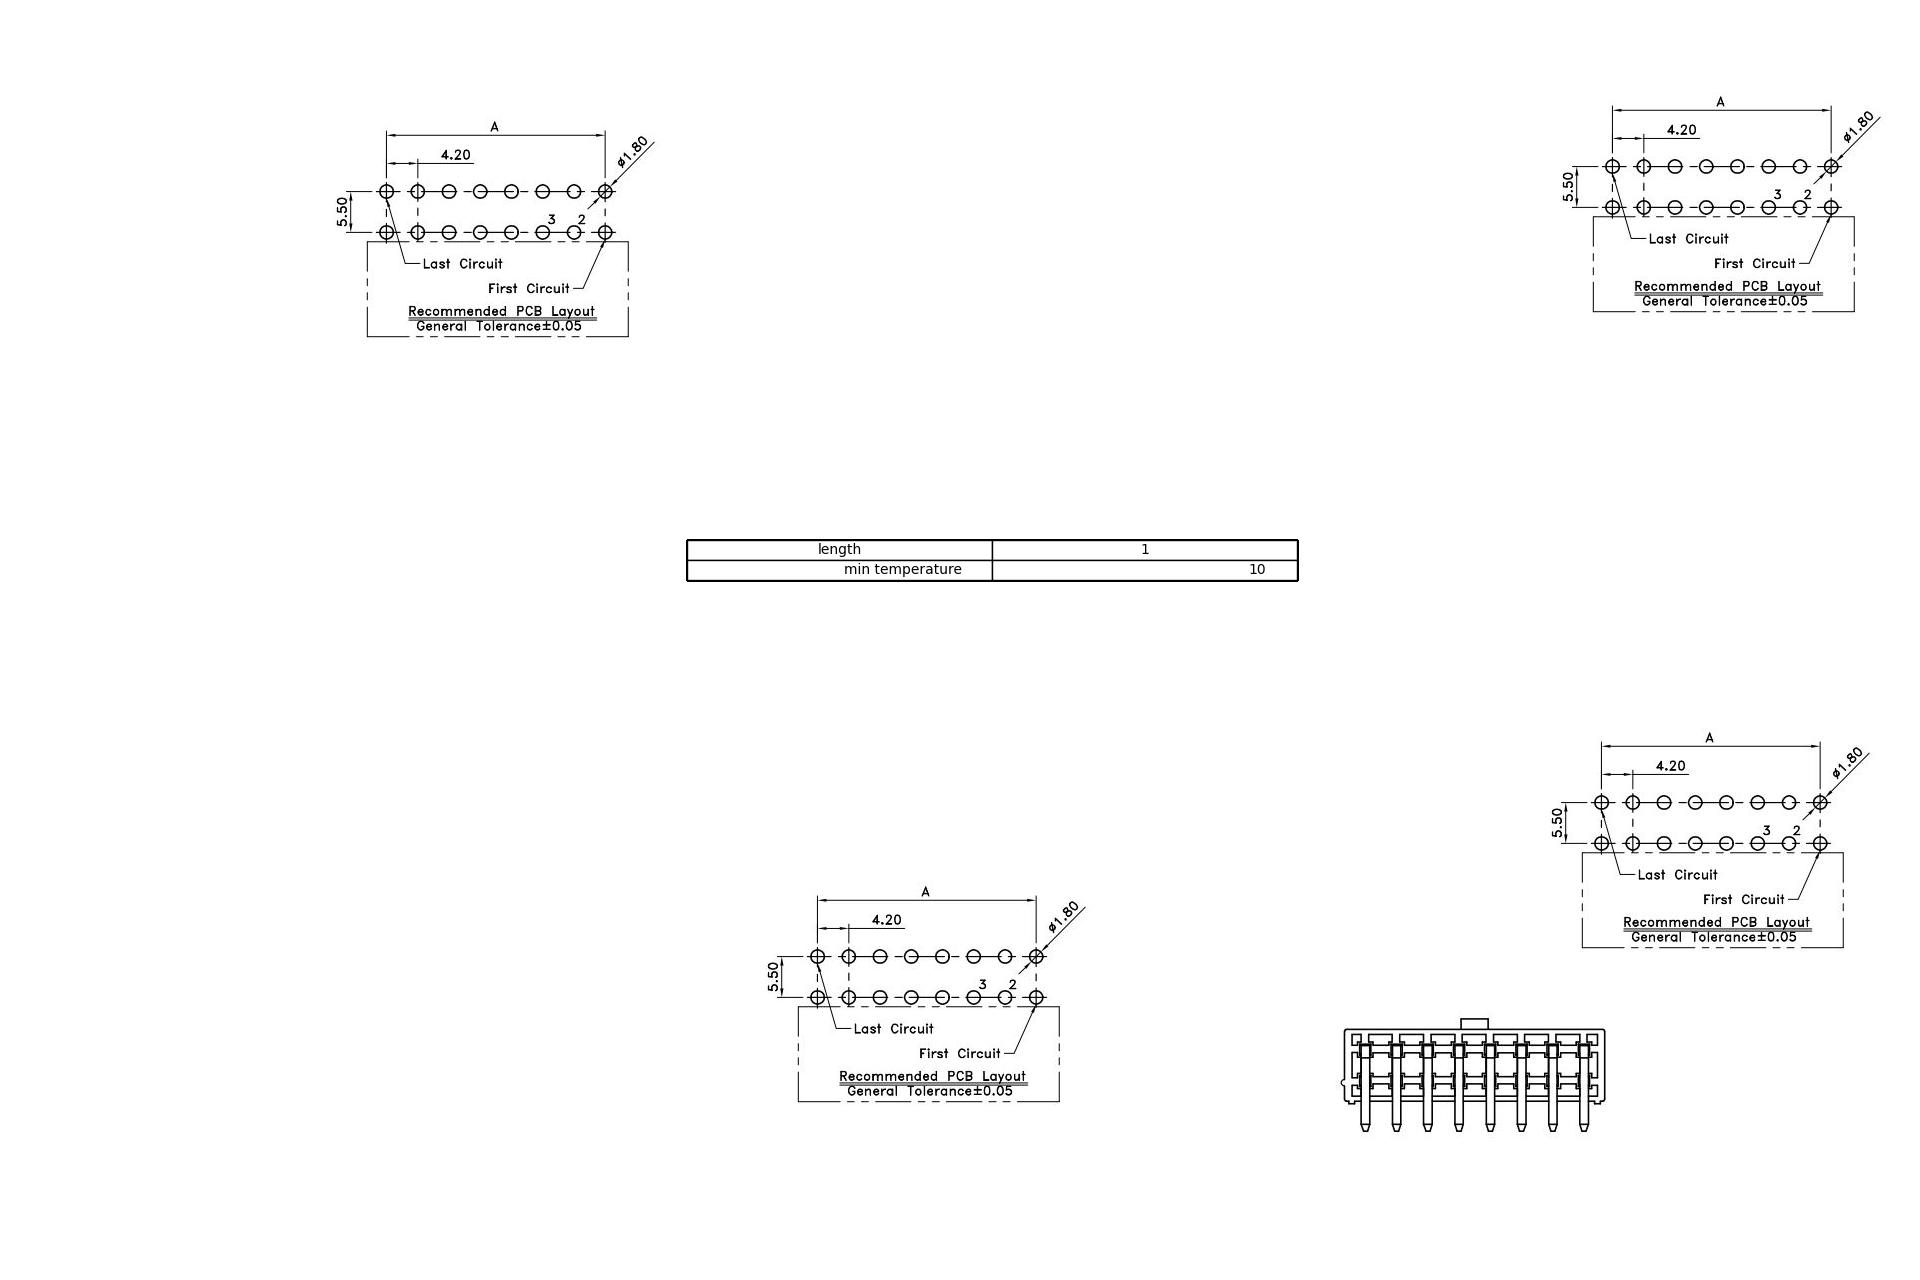 A
4.20
ø1.80
5.50
3 2
Last Circuit
First Circuit
Recommended PCB Layout
General Tolerance±0.05
A
4.20
ø1.80
5.50
3 2
Last Circuit
First Circuit
Recommended PCB Layout
General Tolerance±0.05
length 1
min temperature 10
A
4.20
ø1.80
5.50
3 2
Last Circuit
First Circuit
Recommended PCB Layout
General Tolerance±0.05
A
4.20
ø1.80
5.50
3 2
Last Circuit
First Circuit
Recommended PCB Layout
General Tolerance±0.05